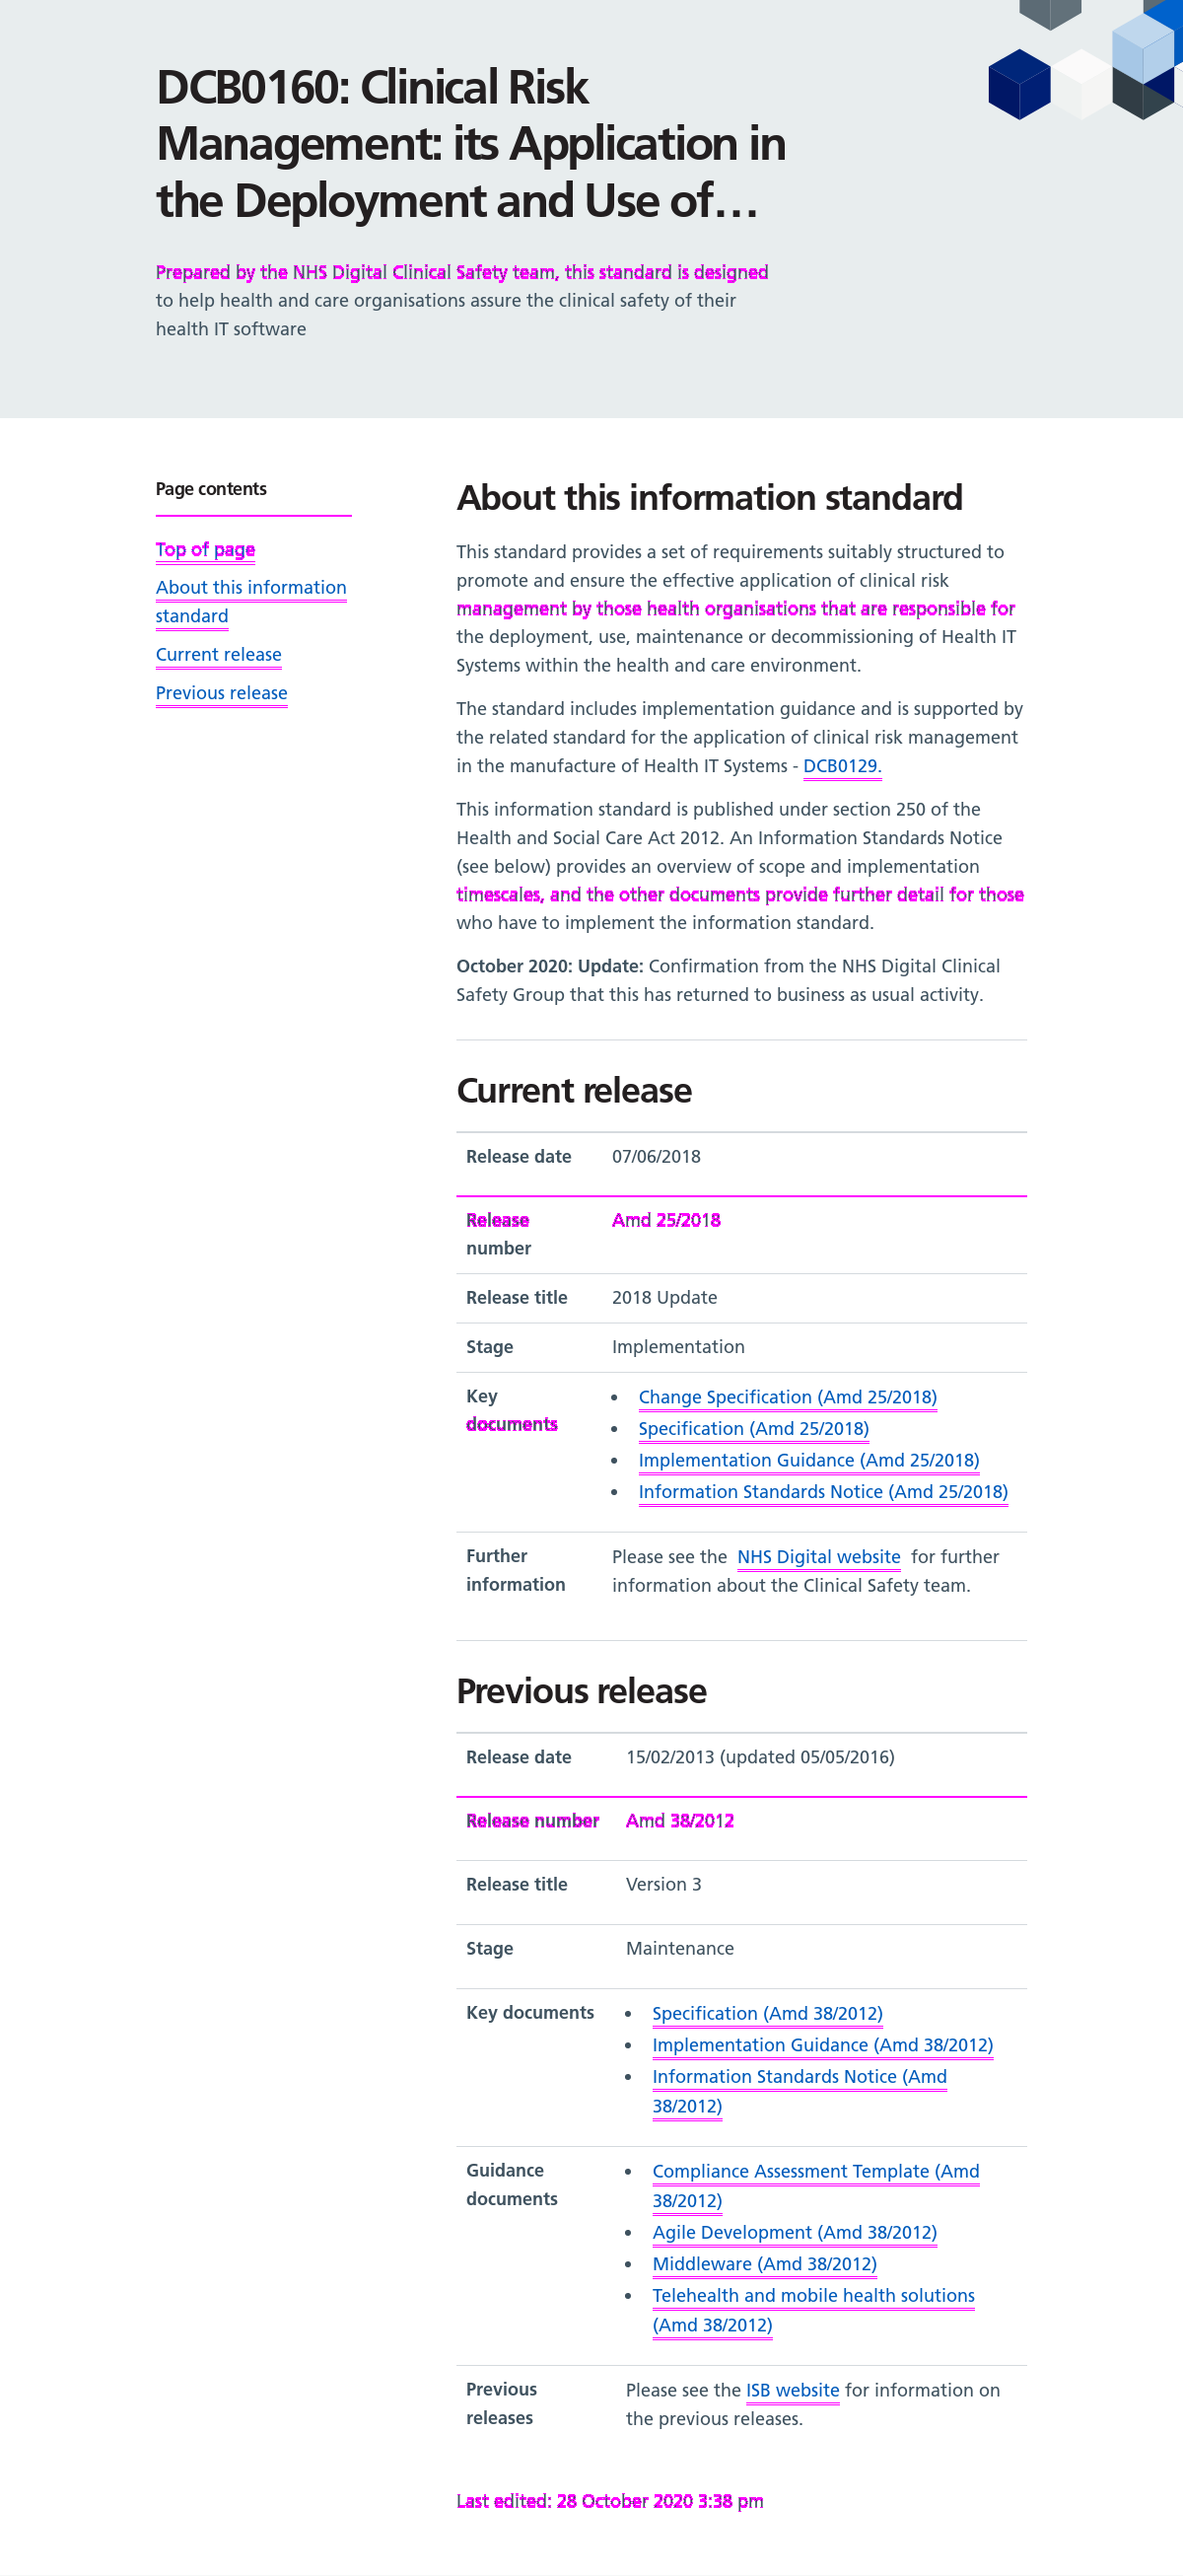 DCB0160: Clinical Risk
Management: its Application in
the Deployment and Use of…
Prepared by the NHS Digital Clinical Safety team, this standard is designed
to help health and care organisations assure the clinical safety of their
health IT software
Page contents
Top of page
About this information
standard
Current release
Previous release
About this information standard
This standard provides a set of requirements suitably structured to
promote and ensure the effective application of clinical risk
management by those health organisations that are responsible for
the deployment, use, maintenance or decommissioning of Health IT
Systems within the health and care environment.
The standard includes implementation guidance and is supported by
the related standard for the application of clinical risk management
in the manufacture of Health IT Systems - DCB0129.
This information standard is published under section 250 of the
Health and Social Care Act 2012. An Information Standards Notice
(see below) provides an overview of scope and implementation
timescales, and the other documents provide further detail for those
who have to implement the information standard.
October 2020: Update: Confirmation from the NHS Digital Clinical
Safety Group that this has returned to business as usual activity.
Current release
Release date 07/06/2018
Release Amd 25/2018
number
Release title 2018 Update
Stage Implementation
Key • Change Specification (Amd 25/2018)
documents • Specification (Amd 25/2018)
• Implementation Guidance (Amd 25/2018)
• Information Standards Notice (Amd 25/2018)
Further Please see the NHS Digital website for further
information information about the Clinical Safety team.
Previous release
Release date 15/02/2013 (updated 05/05/2016)
Release number Amd 38/2012
Release title Version 3
Stage Maintenance
Key documents • Specification (Amd 38/2012)
• Implementation Guidance (Amd 38/2012)
• Information Standards Notice (Amd
38/2012)
Guidance • Compliance Assessment Template (Amd
documents 38/2012)
• Agile Development (Amd 38/2012)
• Middleware (Amd 38/2012)
• Telehealth and mobile health solutions
(Amd 38/2012)
Previous Please see the ISB website for information on
releases the previous releases.
Last edited: 28 October 2020 3:38 pm